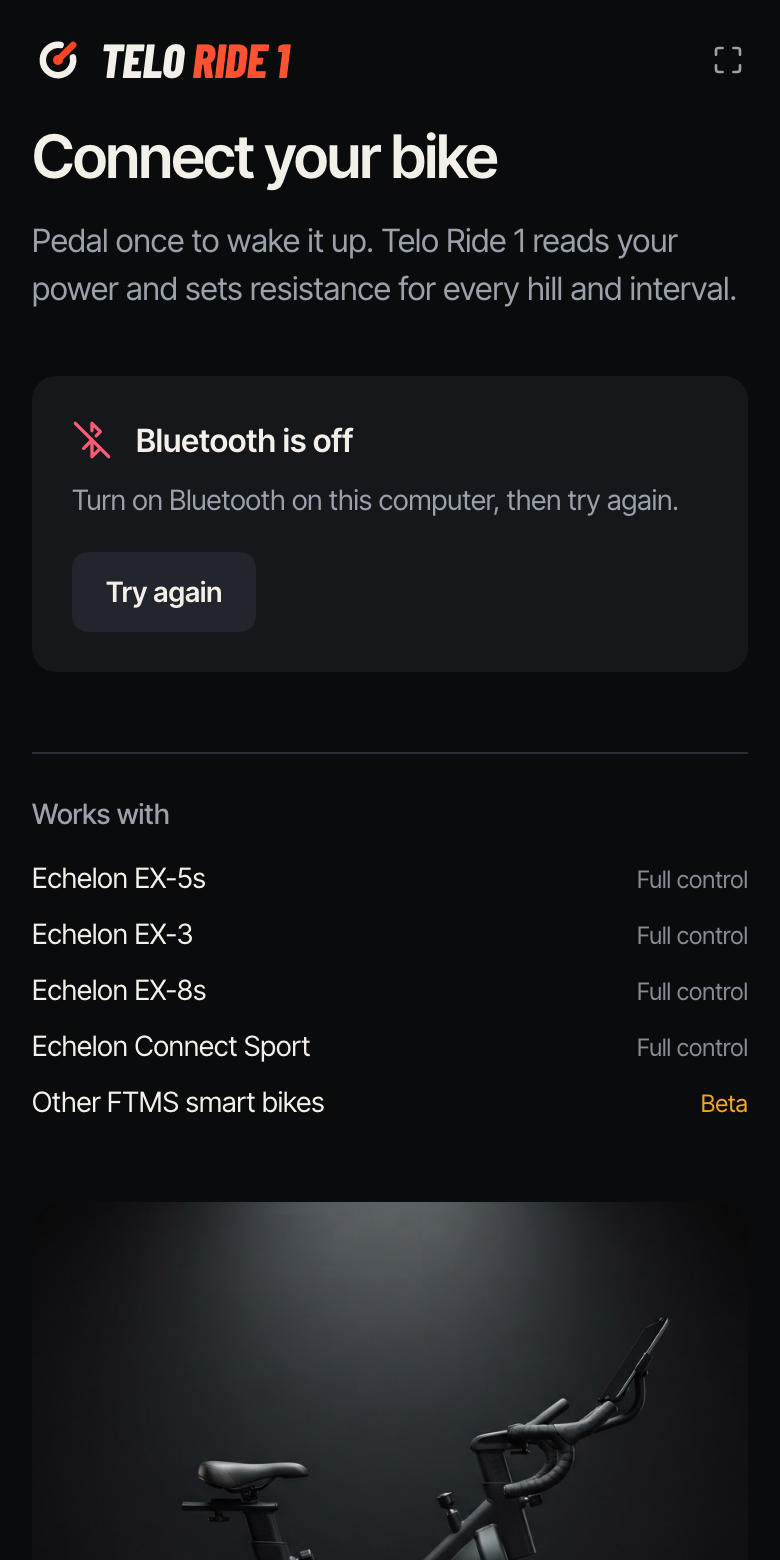 TELO RIDE 1
Connect your bike
Pedal once to wake it up. Telo Ride 1 reads your
power and sets resistance for every hill and interval.
Bluetooth is off
Turn on Bluetooth on this computer, then try again.
Try again
Works with
Echelon EX-5s Full control
Echelon EX-3 Full control
Echelon EX-8s Full control
Echelon Connect Sport Full control
Other FTMS smart bikes Beta